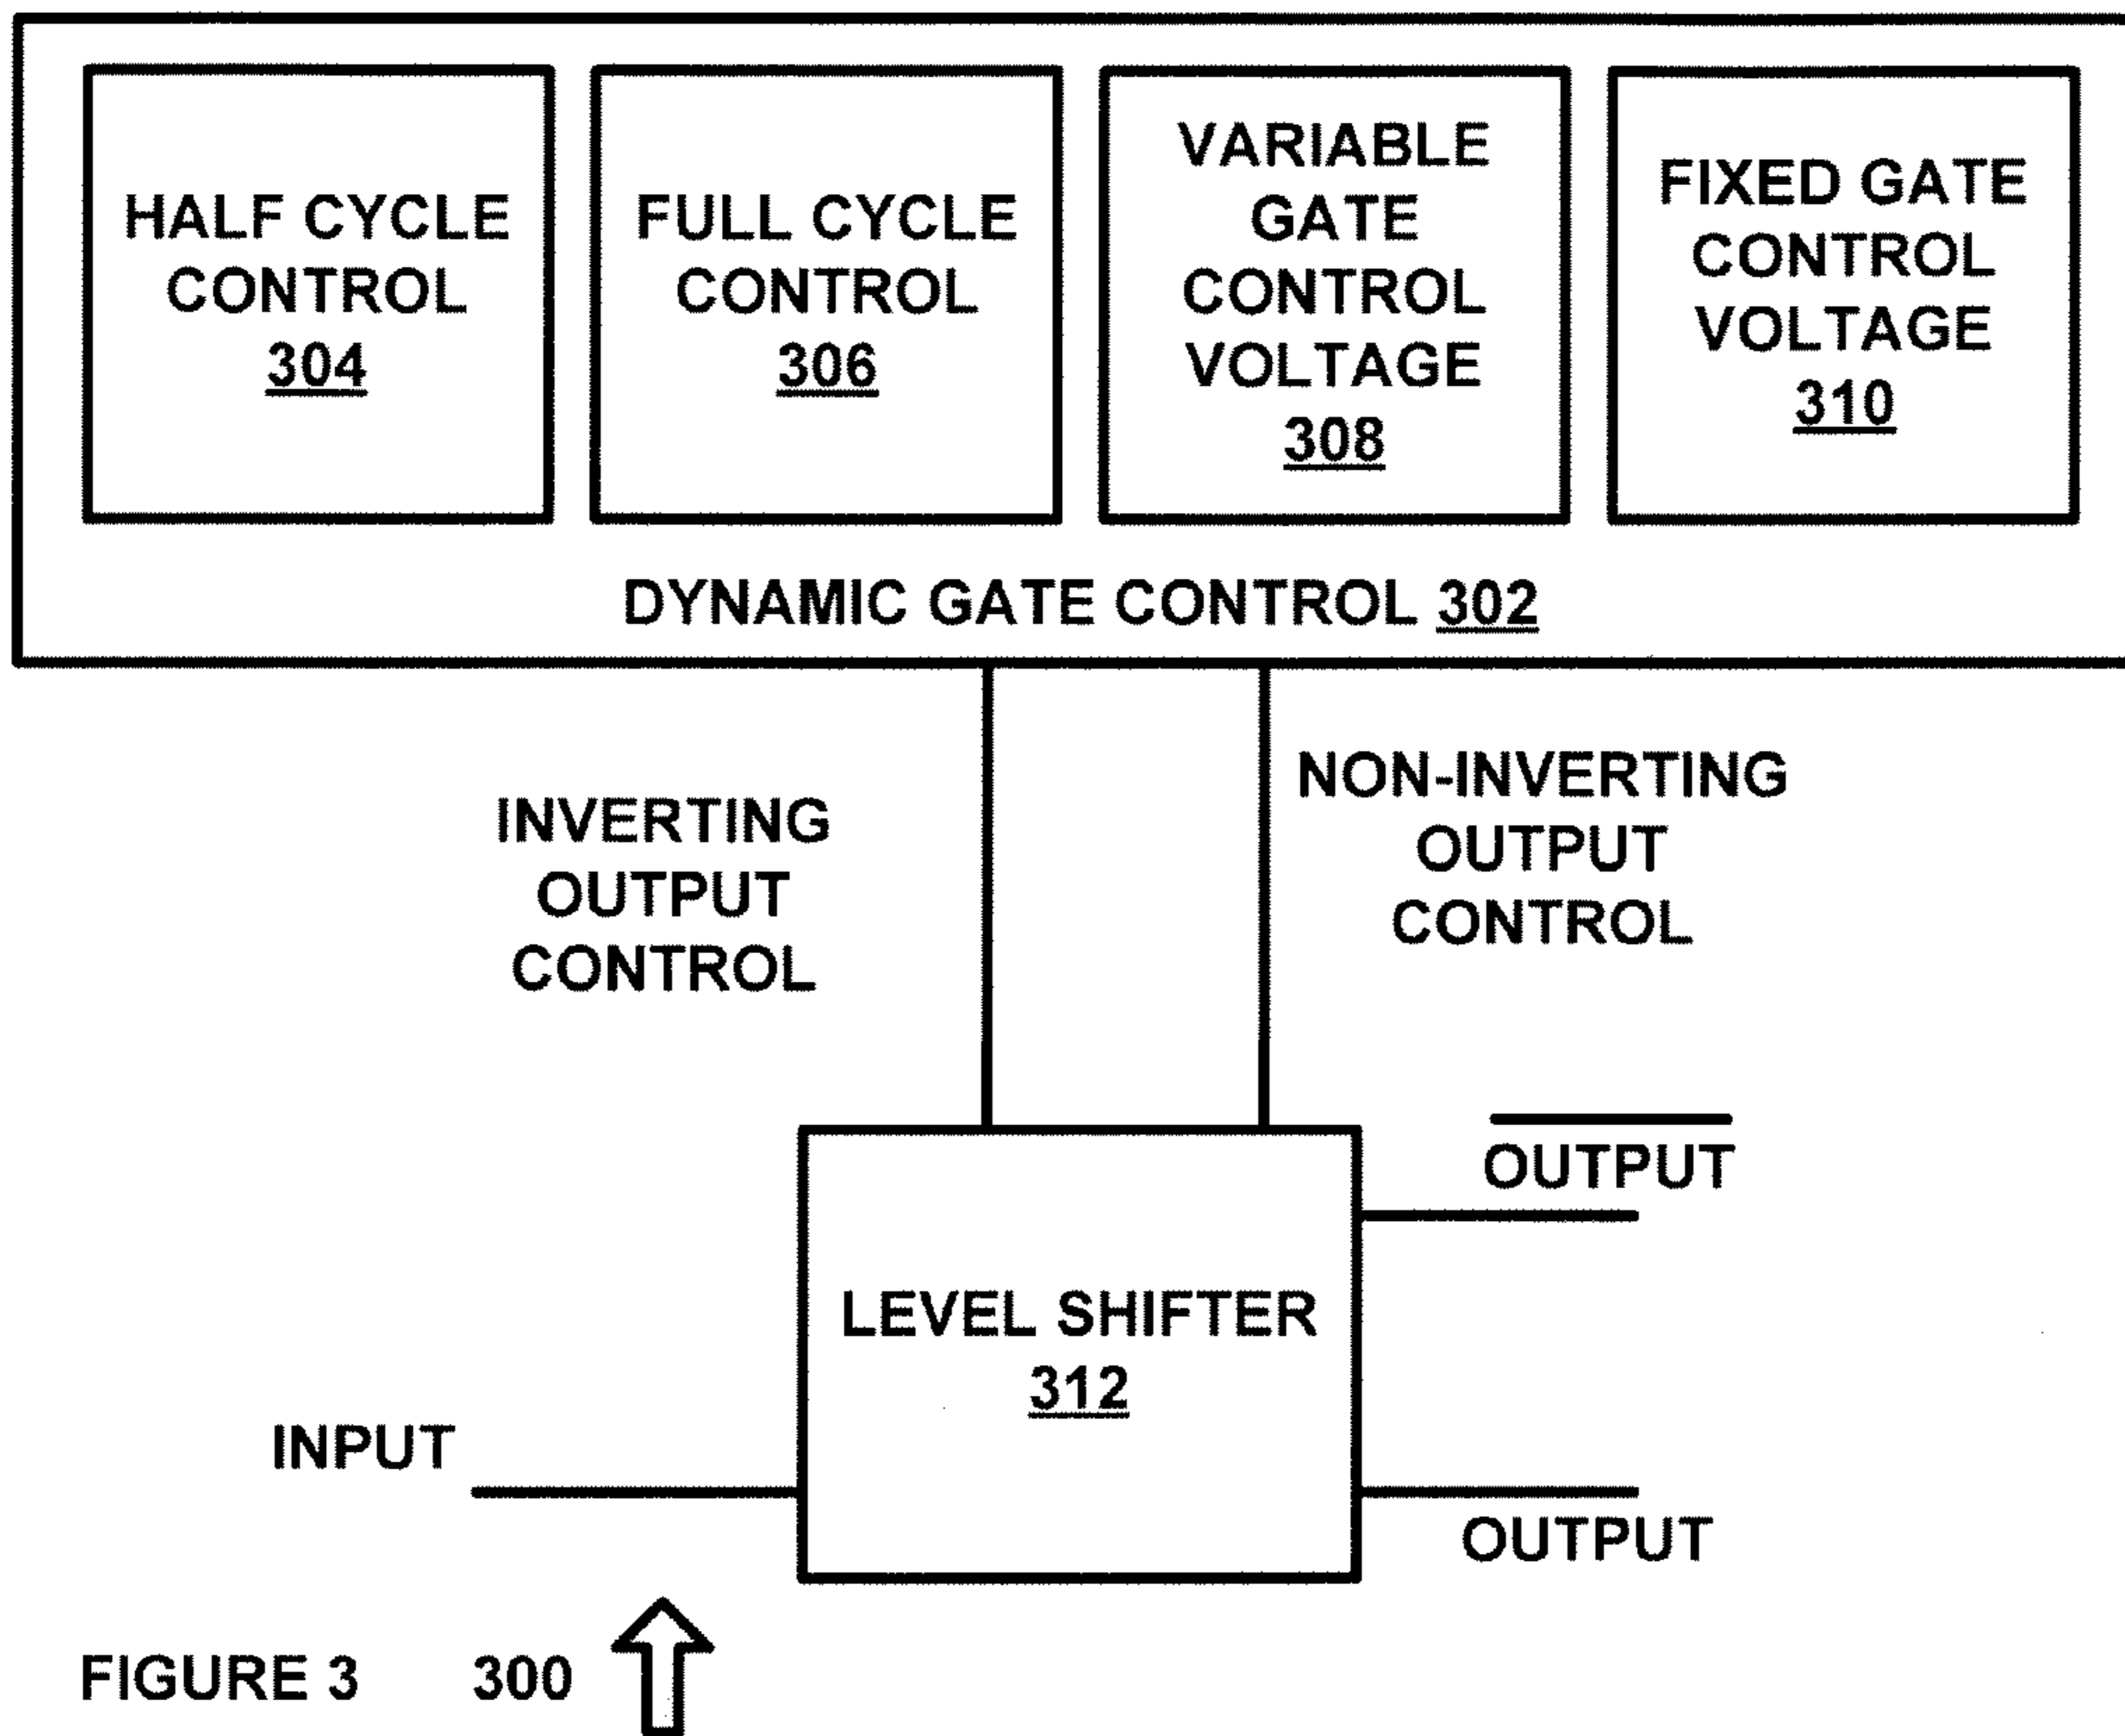 HALF CYCLE
CONTROL
304
FULL CYCLE
CONTROL
306
VARIABLE
GATE
CONTROL
VOLTAGE
308
FIXED GATE
CONTROL
VOLTAGE
310
DYNAMIC GATE CONTROL 302
INVERTING
OUTPUT
CONTROL
NON-INVERTING
OUTPUT
CONTROL
OUTPUT
LEVEL SHIFTER
312
INPUT
OUTPUT
FIGURE 3 300